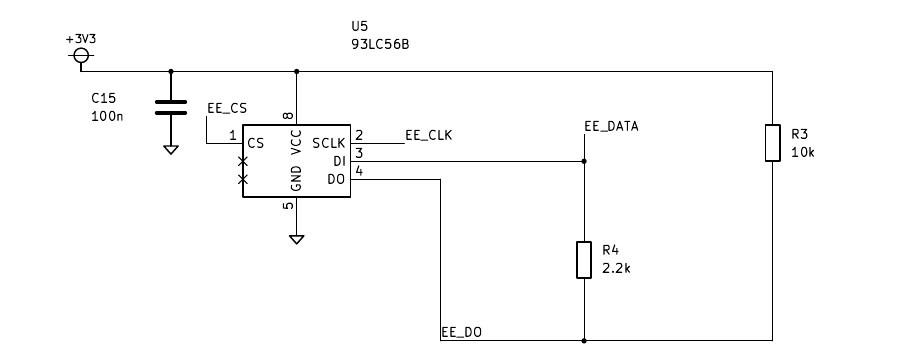 U5
93LC56B
+3V3
C15
100n
EE_CS
8
1
CS
VCC
SCLK
2
EE_CLK
EE_DATA
DI
3
DO
4
GND
5
R3
10k
R4
2.2k
EE_DO